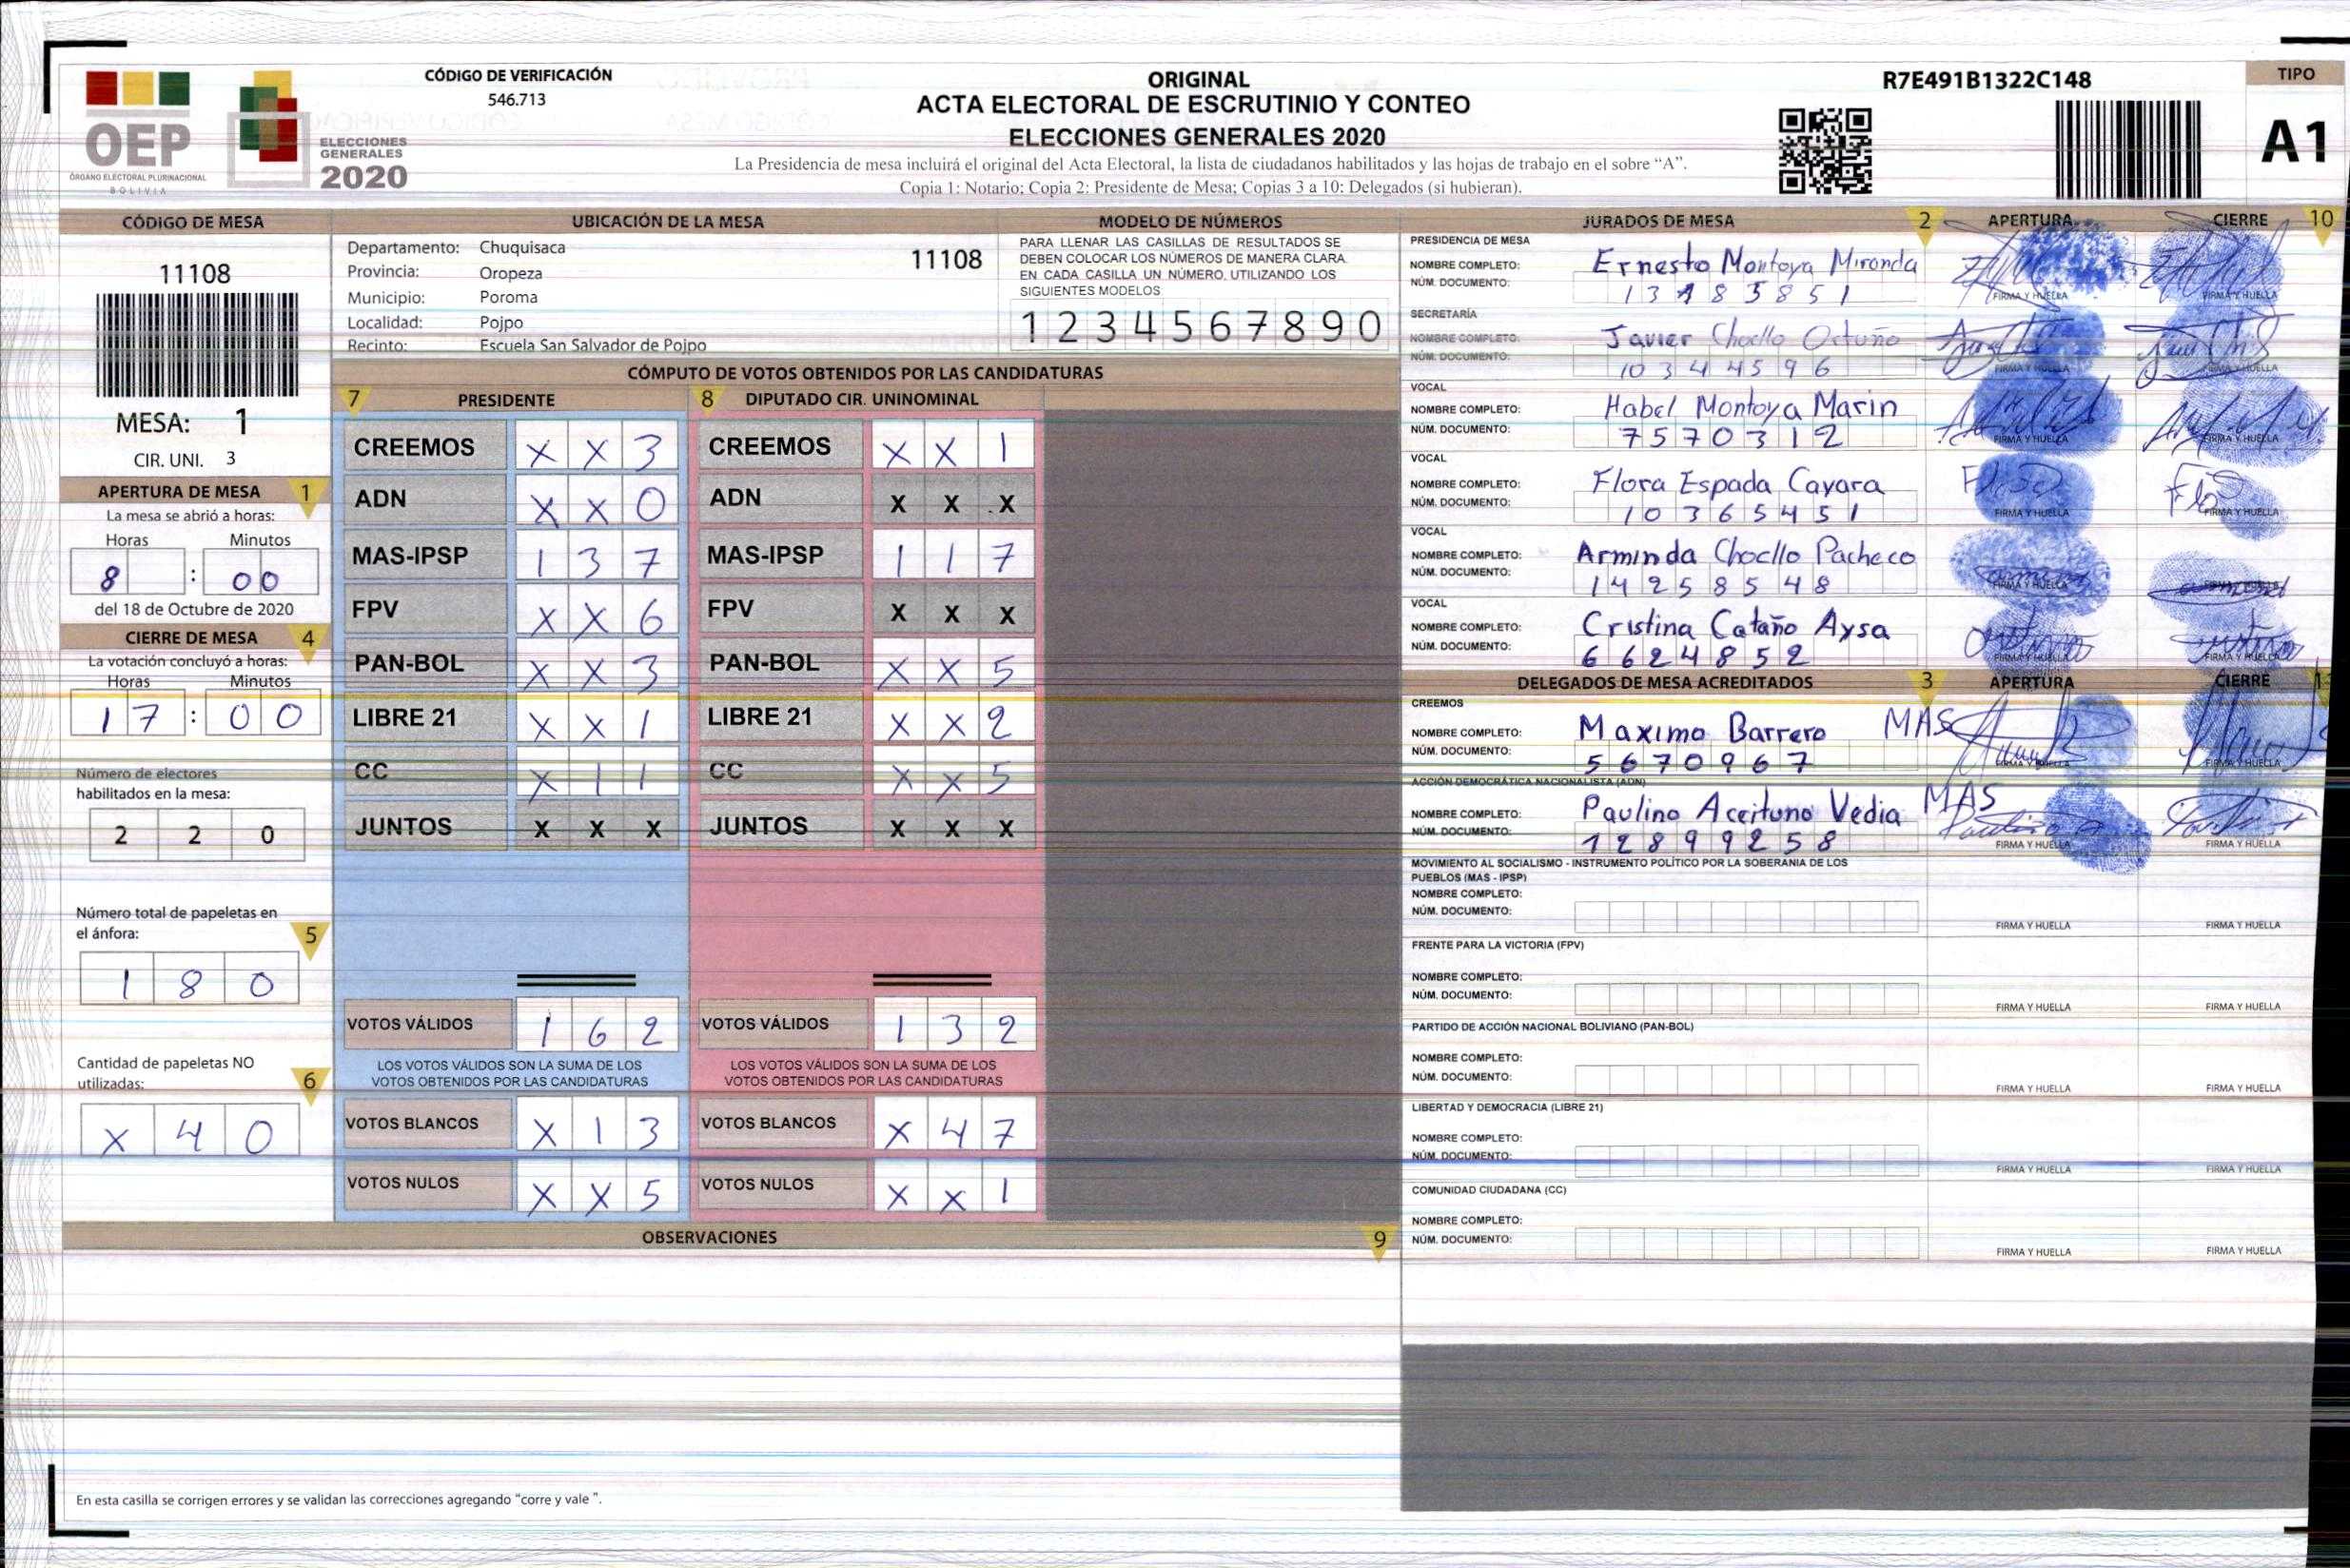 CÓDIGO DE VERIFICACIÓN
546.713
OEP
ÓRGANO ELECTORAL PLURINACIONAL
BOLIVIA
ELECCIONES
GENERALES
2020
ORIGINAL
ACTA ELECTORAL DE ESCRUTINIO Y CONTEO
ELECCIONES GENERALES 2020
La Presidencia de mesa incluirá el original del Acta Electoral, la lista de ciudadanos habilitados y las hojas de trabajo en el sobre “A”.
Copia 1: Notario; Copia 2: Presidente de Mesa; Copias 3 a 10: Delegados (si hubieran).
R7E491B1322C148
TIPO
A1
CÓDIGO DE MESA
11108
MESA: 1
CIR. UNI. 3
APERTURA DE MESA 1
La mesa se abrió a horas:
Horas Minutos
8 : 00
del 18 de Octubre de 2020
CIERRE DE MESA 4
La votación concluyó a horas:
Horas Minutos
17 : 00
Número de electores
habilitados en la mesa:
2 2 0
Número total de papeletas en
el ánfora: 5
1 8 0
Cantidad de papeletas NO
utilizadas: 6
X 4 0
UBICACIÓN DE LA MESA
Departamento: Chuquisaca 11108
Provincia: Oropeza
Municipio: Poroma
Localidad: Pojpo
Recinto: Escuela San Salvador de Pojpo
MODELO DE NÚMEROS
PARA LLENAR LAS CASILLAS DE RESULTADOS SE
DEBEN COLOCAR LOS NÚMEROS DE MANERA CLARA
EN CADA CASILLA UN NÚMERO, UTILIZANDO LOS
SIGUIENTES MODELOS
1 2 3 4 5 6 7 8 9 0
CÓMPUTO DE VOTOS OBTENIDOS POR LAS CANDIDATURAS
7 PRESIDENTE 8 DIPUTADO CIR. UNINOMINAL
CREEMOS X X 3 CREEMOS X X 1
ADN X X 0 ADN X X X
MAS-IPSP 1 3 7 MAS-IPSP 1 1 7
FPV X X 6 FPV X X X
PAN-BOL X X 3 PAN-BOL X X 5
LIBRE 21 X X 1 LIBRE 21 X X 2
CC X 1 1 CC X X 5
JUNTOS X X X JUNTOS X X X
VOTOS VÁLIDOS 1 6 2 VOTOS VÁLIDOS 1 3 2
LOS VOTOS VÁLIDOS SON LA SUMA DE LOS LOS VOTOS VÁLIDOS SON LA SUMA DE LOS
VOTOS OBTENIDOS POR LAS CANDIDATURAS VOTOS OBTENIDOS POR LAS CANDIDATURAS
VOTOS BLANCOS X 1 3 VOTOS BLANCOS X 4 7
VOTOS NULOS X X 5 VOTOS NULOS X X 1
OBSERVACIONES 9
En esta casilla se corrigen errores y se validan las correcciones agregando “corre y vale ”.
JURADOS DE MESA 2 APERTURA CIERRE 10
PRESIDENCIA DE MESA
NOMBRE COMPLETO: Ernesto Montoya Miranda
NÚM. DOCUMENTO: FIRMA Y HUELLA FIRMA Y HUELLA
SECRETARÍA
NOMBRE COMPLETO: Javier Chocllo Ortuño
NÚM. DOCUMENTO: 10344596 FIRMA Y HUELLA FIRMA Y HUELLA
VOCAL
NOMBRE COMPLETO: Habel Montoya Marin
NÚM. DOCUMENTO: 7570312 FIRMA Y HUELLA FIRMA Y HUELLA
VOCAL
NOMBRE COMPLETO: Flora Espada Cavara
NÚM. DOCUMENTO: 10365451 FIRMA Y HUELLA FIRMA Y HUELLA
VOCAL
NOMBRE COMPLETO: Arminda Chocllo Pacheco
NÚM. DOCUMENTO: 14258548 FIRMA Y HUELLA FIRMA Y HUELLA
VOCAL
NOMBRE COMPLETO: Cristina Cataño Aysa
NÚM. DOCUMENTO: 6624852 FIRMA Y HUELLA FIRMA Y HUELLA
DELEGADOS DE MESA ACREDITADOS 3 APERTURA CIERRE
CREEMOS
NOMBRE COMPLETO: Maximo Barrero MAS
NÚM. DOCUMENTO: 5670967 FIRMA Y HUELLA
ACCIÓN DEMOCRÁTICA NACIONALISTA (ADN)
NOMBRE COMPLETO: Paulino Aceituno Vedia MAS
NÚM. DOCUMENTO: 12899258 FIRMA Y HUELLA FIRMA Y HUELLA
MOVIMIENTO AL SOCIALISMO - INSTRUMENTO POLÍTICO POR LA SOBERANIA DE LOS
PUEBLOS (MAS - IPSP)
NOMBRE COMPLETO:
NÚM. DOCUMENTO: FIRMA Y HUELLA FIRMA Y HUELLA
FRENTE PARA LA VICTORIA (FPV)
NOMBRE COMPLETO:
NÚM. DOCUMENTO: FIRMA Y HUELLA FIRMA Y HUELLA
PARTIDO DE ACCIÓN NACIONAL BOLIVIANO (PAN-BOL)
NOMBRE COMPLETO:
NÚM. DOCUMENTO: FIRMA Y HUELLA FIRMA Y HUELLA
LIBERTAD Y DEMOCRACIA (LIBRE 21)
NOMBRE COMPLETO:
NÚM. DOCUMENTO: FIRMA Y HUELLA FIRMA Y HUELLA
COMUNIDAD CIUDADANA (CC)
NOMBRE COMPLETO:
NÚM. DOCUMENTO: FIRMA Y HUELLA FIRMA Y HUELLA